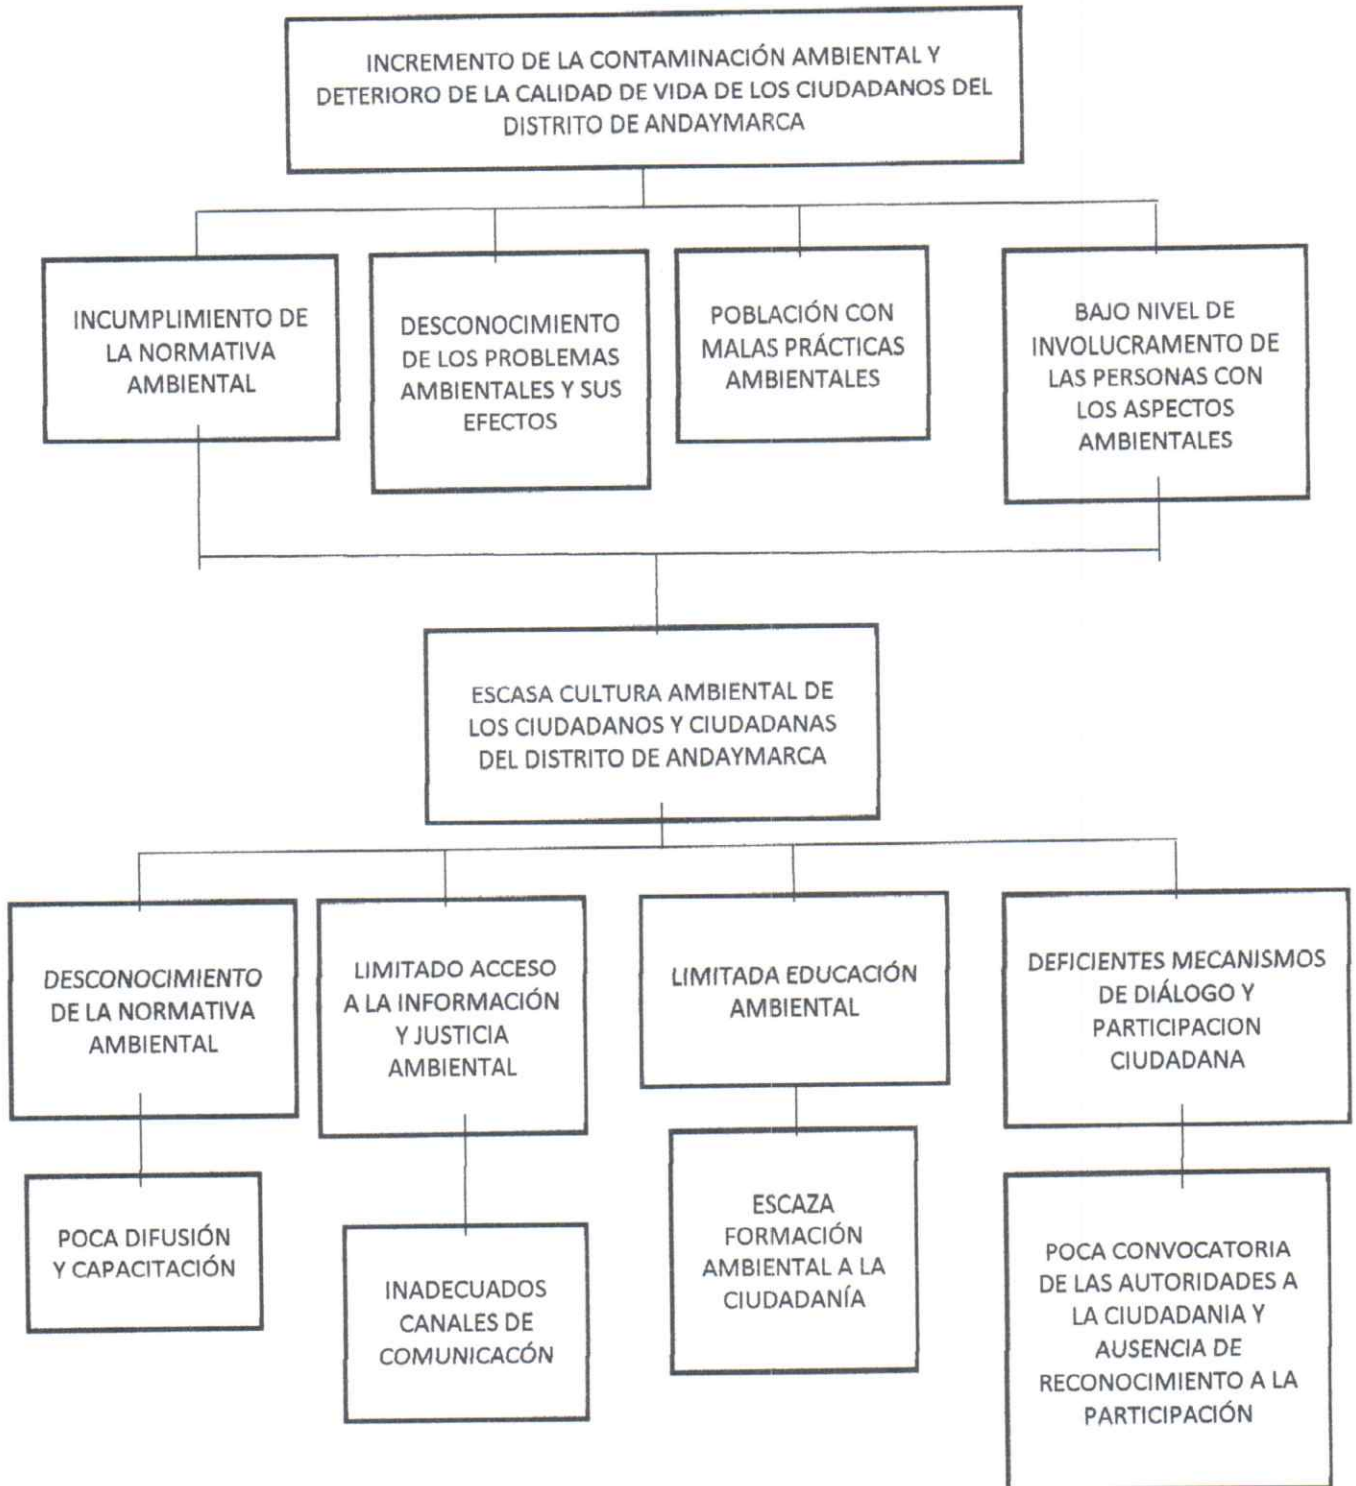 INCREMENTO DE LA CONTAMINACIÓN AMBIENTAL Y
DETERIORO DE LA CALIDAD DE VIDA DE LOS CIUDADANOS DEL
DISTRITO DE ANDAYMARCA
INCUMPLIMIENTO DE
LA NORMATIVA
AMBIENTAL
DESCONOCIMIENTO
DE LOS PROBLEMAS
AMBIENTALES Y SUS
EFECTOS
POBLACIÓN CON
MALAS PRÁCTICAS
AMBIENTALES
BAJO NIVEL DE
INVOLUCRAMENTO DE
LAS PERSONAS CON
LOS ASPECTOS
AMBIENTALES
ESCASA CULTURA AMBIENTAL DE
LOS CIUDADANOS Y CIUDADANAS
DEL DISTRITO DE ANDAYMARCA
DESCONOCIMIENTO
DE LA NORMATIVA
AMBIENTAL
LIMITADO ACCESO
A LA INFORMACIÓN
Y JUSTICIA
AMBIENTAL
LIMITADA EDUCACIÓN
AMBIENTAL
DEFICIENTES MECANISMOS
DE DIÁLOGO Y
PARTICIPACION
CIUDADANA
POCA DIFUSIÓN
Y CAPACITACIÓN
INADECUADOS
CANALES DE
COMUNICACÓN
ESCAZA
FORMACIÓN
AMBIENTAL A LA
CIUDADANÍA
POCA CONVOCATORIA
DE LAS AUTORIDADES A
LA CIUDADANIA Y
AUSENCIA DE
RECONOCIMIENTO A LA
PARTICIPACIÓN